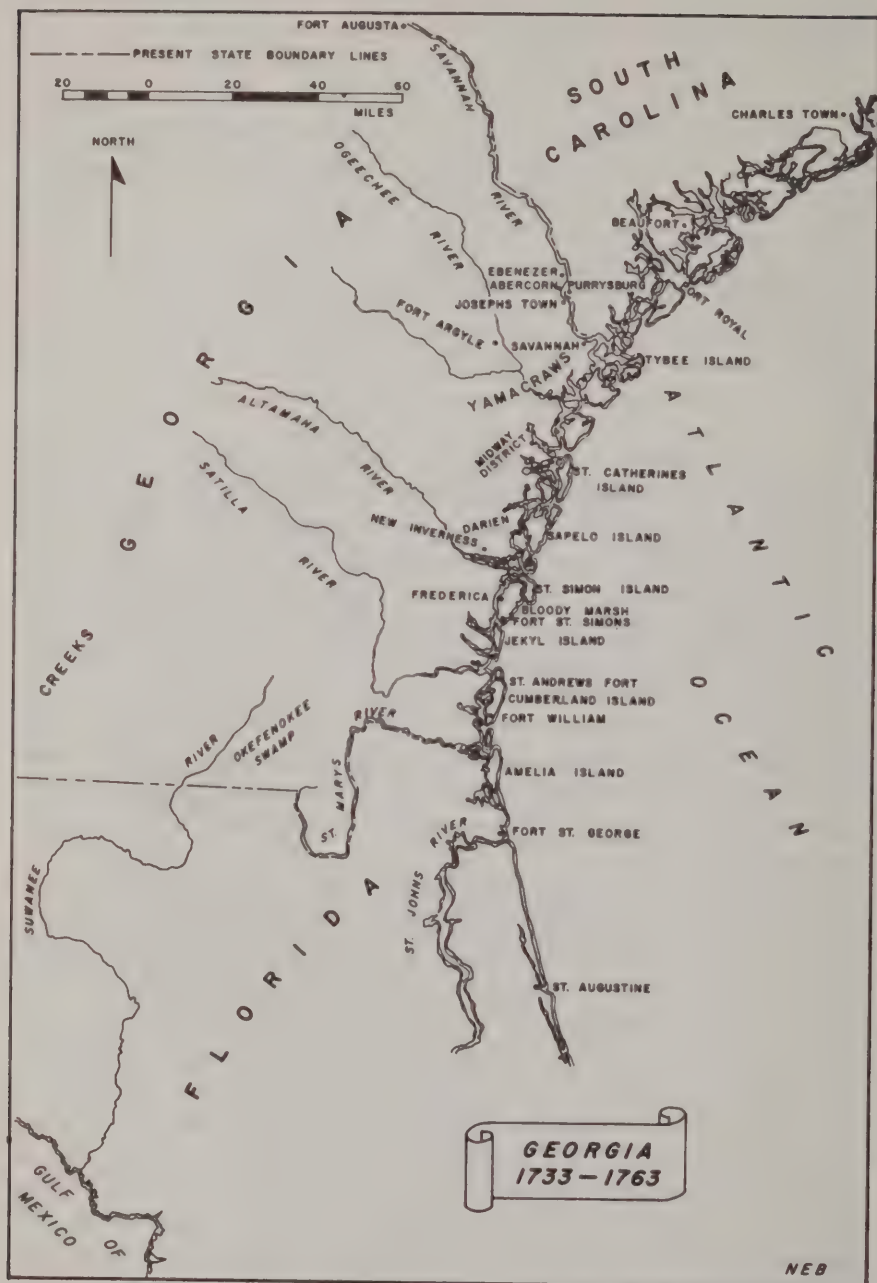 FORT AUGUSTA
PRESENT STATE BOUNDARY LINES
20 0 40 60
MILES
NORTH
SAVANNAH
RIVER
SOUTH
CAROLINA
CHARLES TOWN
OGEECHEE
RIVER
BEAUFORT
EBENEZER
ABERCORN PURRYSBURG
JOSEPHS TOWN
PORT ROYAL
FORT ARGYLE
SAVANNAH
TYBEE ISLAND
YAMACRAWS
GEORGIA
ALTAMAHA
RIVER
SATILLA
RIVER
MIDWAY
DISTRICT
ST. CATHERINES
ISLAND
DARIEN
NEW INVERNESS
SAPELO ISLAND
ATLANTIC
OCEAN
FREDERICA
ST. SIMON ISLAND
BLOODY MARSH
FORT ST. SIMONS
JEKYL ISLAND
CREEKS
ST. ANDREWS FORT
CUMBERLAND ISLAND
FORT WILLIAM
RIVER
OKEFENOKEE
SWAMP
RIVER
AMELIA ISLAND
ST. MARYS
RIVER
FORT ST. GEORGE
SUWANEE
ST. JOHNS
FLORIDA
ST. AUGUSTINE
GEORGIA
1733–1763
GULF
OF
MEXICO
NEB